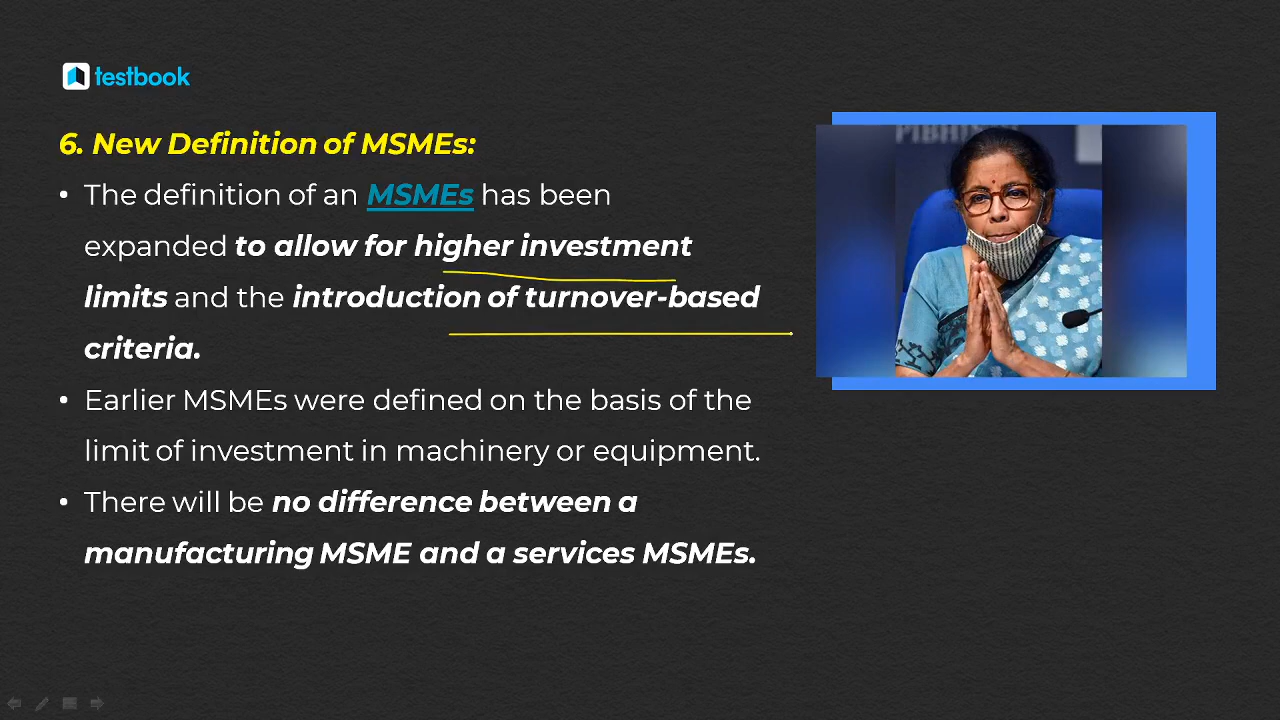 testbook
6. New Definition of MSMEs:
• The definition of an MSMEs has been
expanded to allow for higher investment
limits and the introduction of turnover-based
criteria.
• Earlier MSMEs were defined on the basis of the
limit of investment in machinery or equipment.
• There will be no difference between a
manufacturing MSME and a services MSMEs.